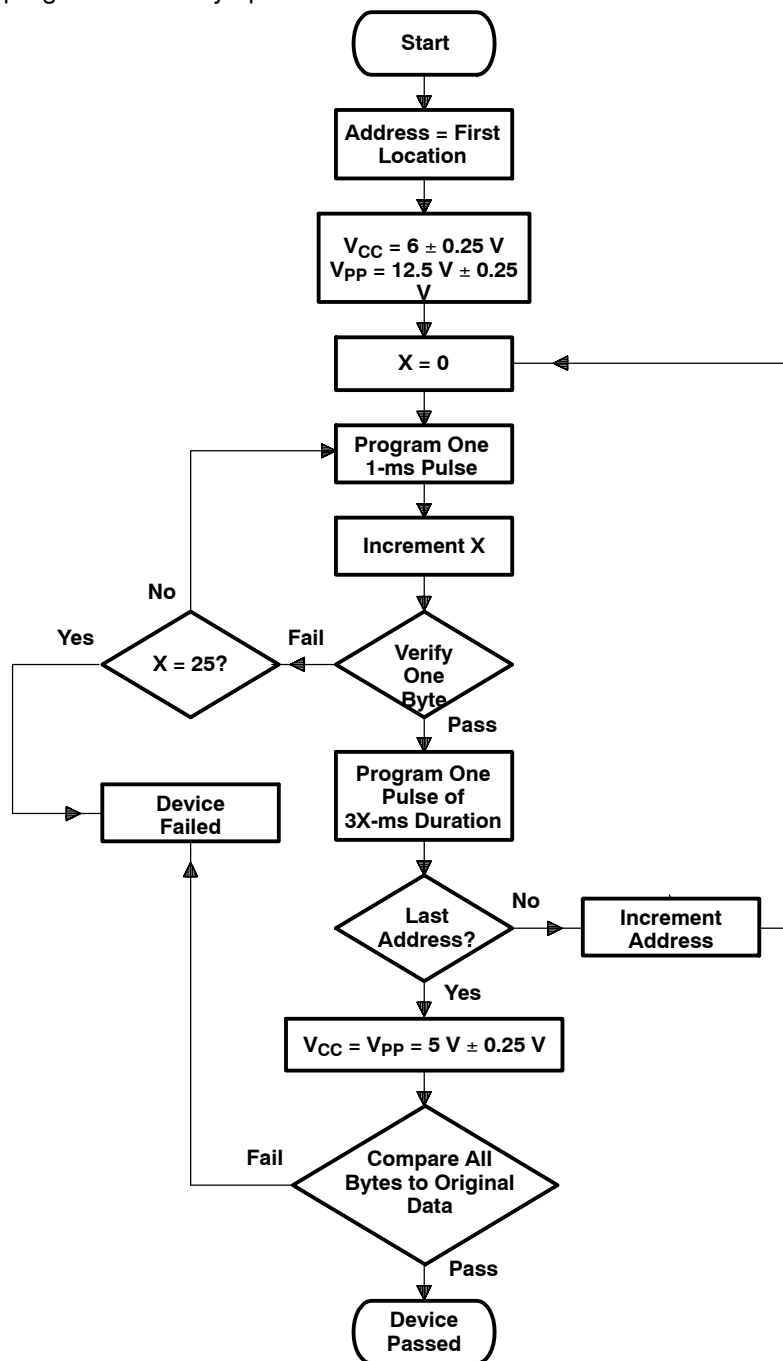 Start
Address = First
Location
VCC = 6 ± 0.25 V
VPP = 12.5 V ± 0.25
V
X = 0
Program One
1-ms Pulse
Increment X
No
Yes
X = 25?
Fail
Verify
One
Byte
Pass
Program One
Pulse of
3X-ms Duration
Device
Failed
Last
Address?
No
Increment
Address
Yes
VCC = VPP = 5 V ± 0.25 V
Fail
Compare All
Bytes to Original
Data
Pass
Device
Passed